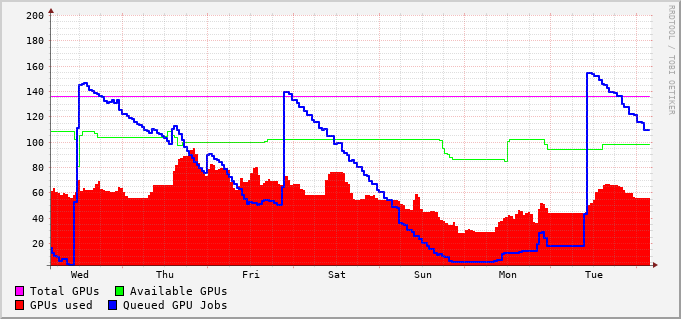 200
180
160
140
120
100
80
60
40
20
Wed Thu Fri Sat Sun Mon Tue
Total GPUs Available GPUs
GPUs used Queued GPU Jobs
RRDTOOL / TOBI OETIKER